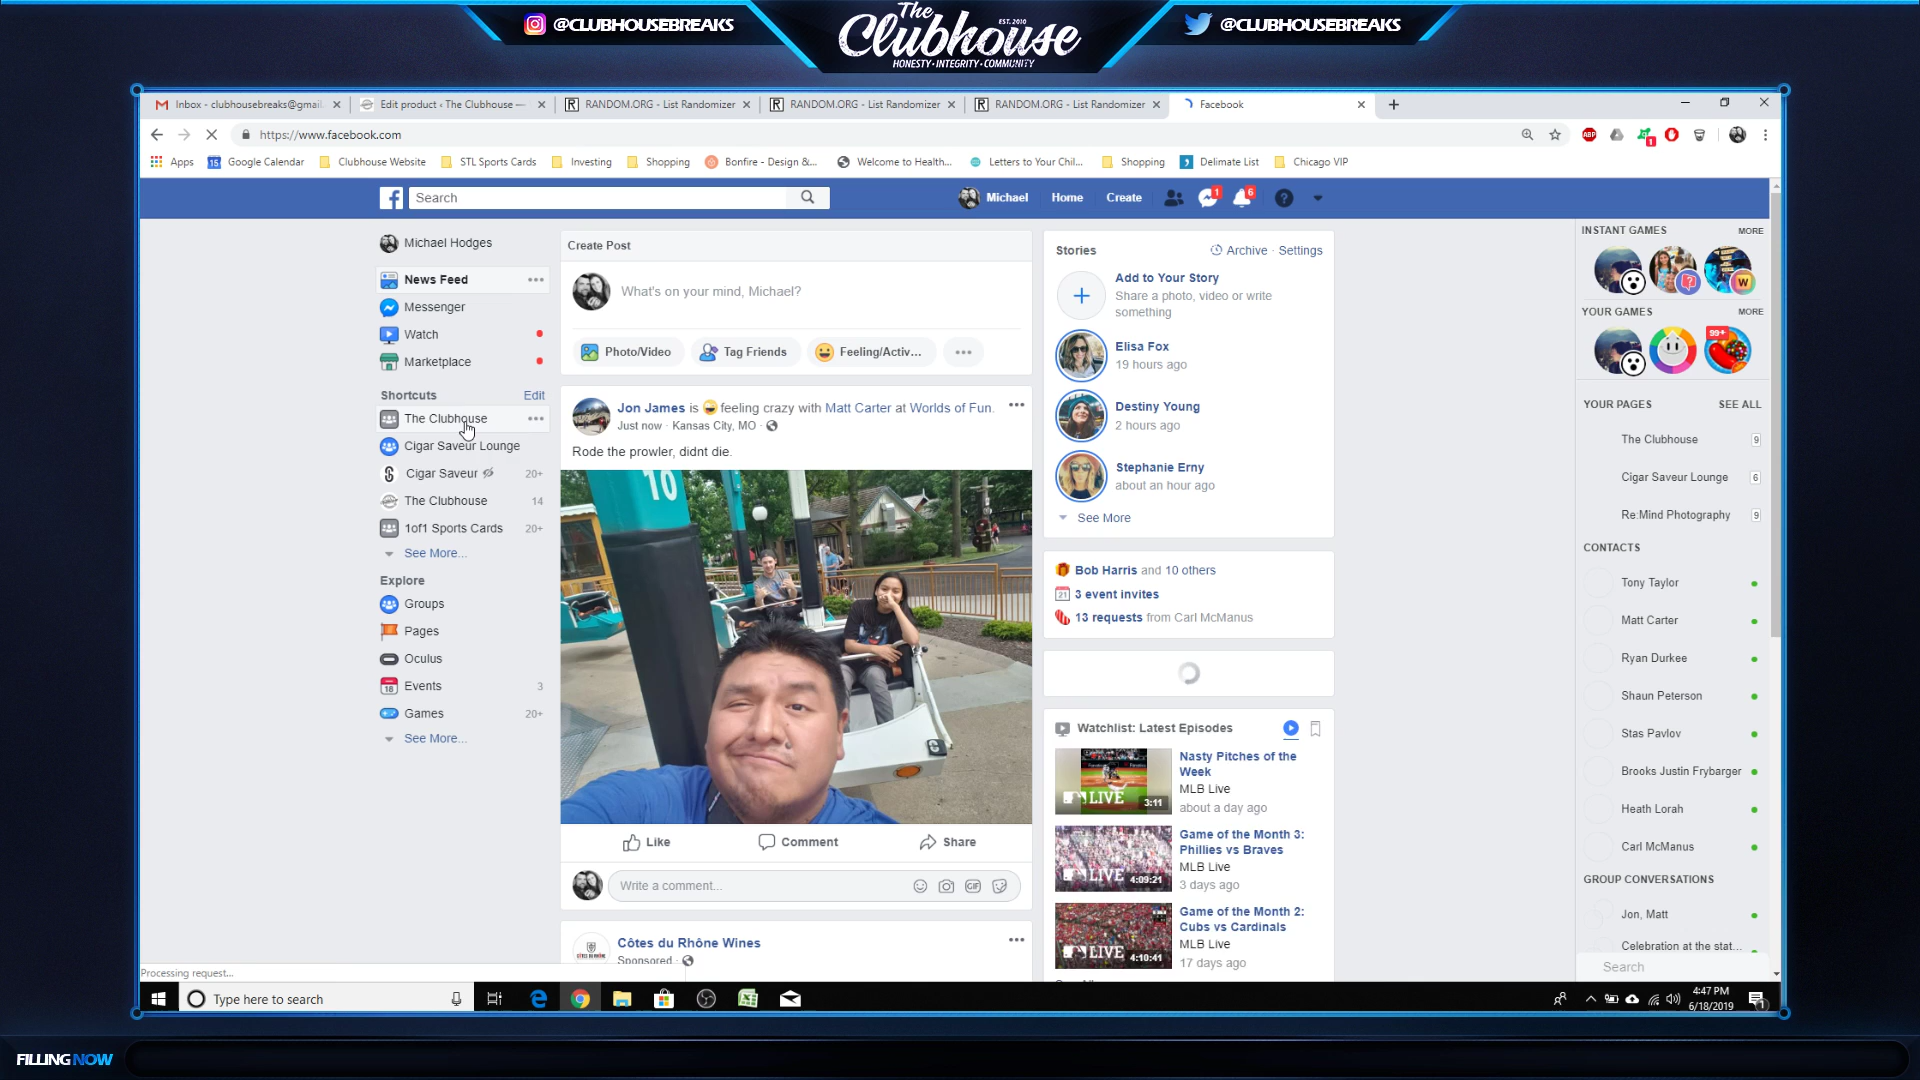 @CLUBHOUSEBREAKS
The
EST. 2010
Clubhouse
HONESTY • INTEGRITY • COMMUNITY
@CLUBHOUSEBREAKS
Inbox - clubhousebreaks@gmail
Edit product ‹ The Clubhouse —
RANDOM.ORG - List Randomizer
RANDOM.ORG - List Randomizer
RANDOM.ORG - List Randomizer
Facebook
https://www.facebook.com
ABP
1
Apps
15
Google Calendar
Clubhouse Website
STL Sports Cards
Investing
Shopping
Bonfire - Design &...
Welcome to Health...
Letters to Your Chil...
Shopping
Delimate List
Chicago VIP
Search
Michael
Home
Create
1
6
Michael Hodges
News Feed
Messenger
Watch
Marketplace
Shortcuts
Edit
The Clubhouse
Cigar Saveur Lounge
Cigar Saveur
20+
The Clubhouse
14
1of1 Sports Cards
20+
See More...
Explore
Groups
Pages
Oculus
18
Events
3
Games
20+
See More...
Create Post
What's on your mind, Michael?
Photo/Video
Tag Friends
Feeling/Activ...
Jon James is feeling crazy with Matt Carter at Worlds of Fun.
Just now · Kansas City, MO ·
Rode the prowler, didnt die.
10
Like
Comment
Share
Write a comment...
GIF
Côtes du Rhône Wines
Sponsored ·
Stories
Archive · Settings
Add to Your Story
Share a photo, video or write
something
Elisa Fox
19 hours ago
Destiny Young
2 hours ago
Stephanie Erny
about an hour ago
See More
Bob Harris and 10 others
21
3 event invites
13 requests from Carl McManus
Watchlist: Latest Episodes
LIVE
3:11
Nasty Pitches of the
Week
MLB Live
about a day ago
LIVE
4:09:21
Game of the Month 3:
Phillies vs Braves
MLB Live
3 days ago
LIVE
4:10:41
Game of the Month 2:
Cubs vs Cardinals
MLB Live
17 days ago
INSTANT GAMES
MORE
W
YOUR GAMES
MORE
99+
YOUR PAGES
SEE ALL
The Clubhouse
9
Cigar Saveur Lounge
6
Re:Mind Photography
9
CONTACTS
Tony Taylor
Matt Carter
Ryan Durkee
Shaun Peterson
Stas Pavlov
Brooks Justin Frybarger
Heath Lorah
Carl McManus
GROUP CONVERSATIONS
Jon, Matt
Celebration at the stat...
Search
Processing request...
Type here to search
4:47 PM
6/18/2019
1
FILLING NOW